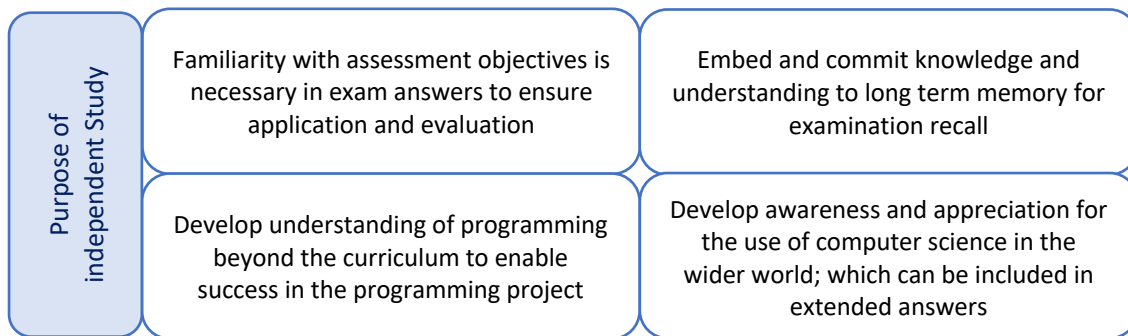 Purpose of
independent Study
Familiarity with assessment objectives is
necessary in exam answers to ensure
application and evaluation
Embed and commit knowledge and
understanding to long term memory for
examination recall
Develop understanding of programming
beyond the curriculum to enable
success in the programming project
Develop awareness and appreciation for
the use of computer science in the
wider world; which can be included in
extended answers